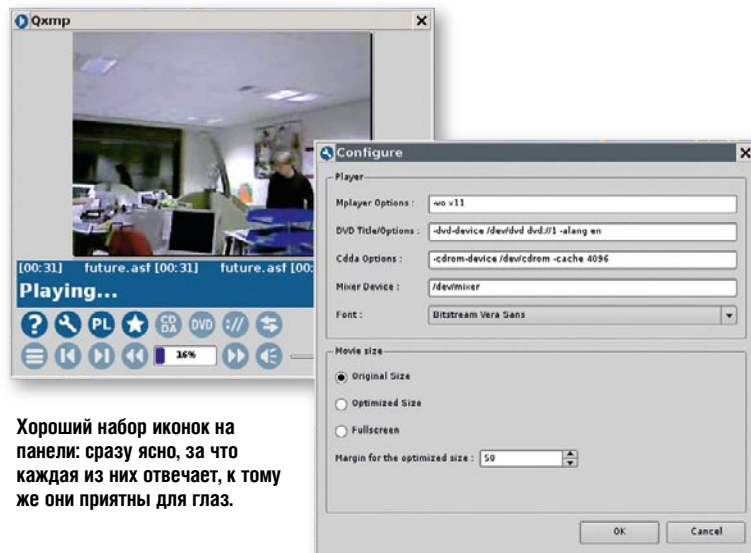 Qxmp
[00:31] future.asf [00:31] future.asf [00:
Playing...
? PL CD DA DVD ://
16%
Configure
Player
Mplayer Options :
-vo x11
DVD Title/Options :
-dvd-device /dev/dvd dvd://1 -alang en
Cdda Options :
-cdrom-device /dev/cdrom -cache 4096
Mixer Device :
/dev/mixer
Font :
Bitstream Vera Sans
Movie size
Original Size
Optimized Size
Fullscreen
Margin for the optimized size : 50
OK Cancel
Хороший набор иконок на
панели: сразу ясно, за что
каждая из них отвечает, к тому
же они приятны для глаз.